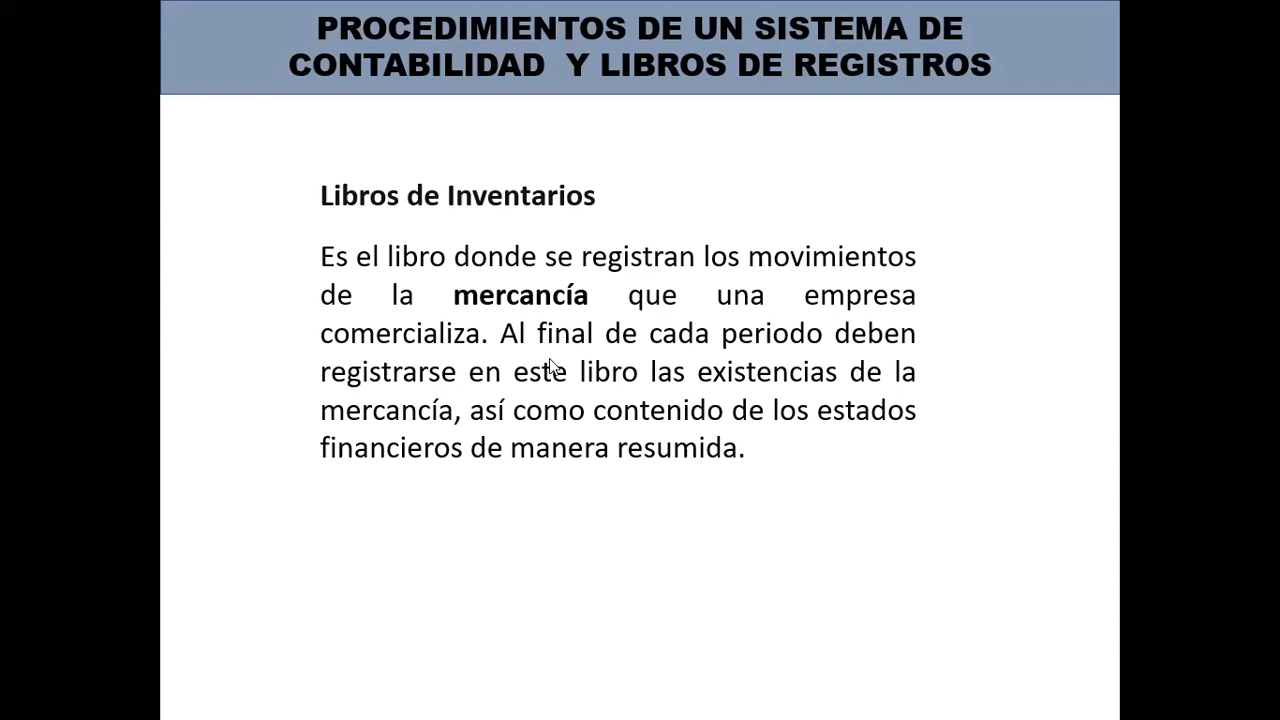 PROCEDIMIENTOS DE UN SISTEMA DE
CONTABILIDAD Y LIBROS DE REGISTROS
Libros de Inventarios
Es el libro donde se registran los movimientos
de la mercancía que una empresa
comercializa. Al final de cada periodo deben
registrarse en este libro las existencias de la
mercancía, así como contenido de los estados
financieros de manera resumida.